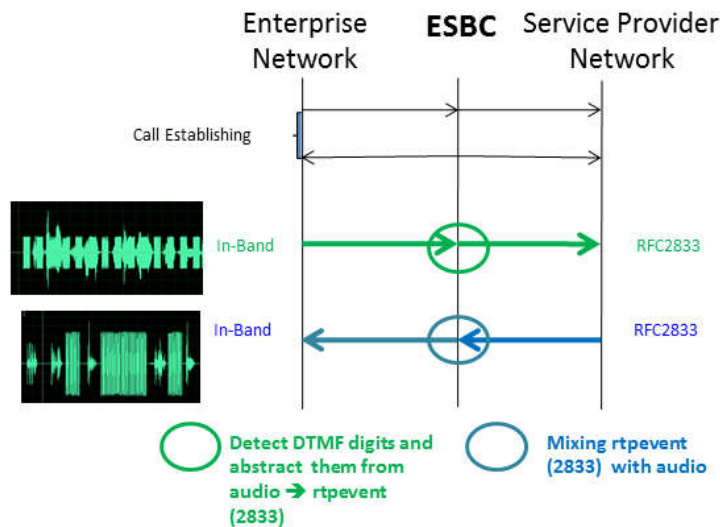 Enterprise Network
ESBC
Service Provider Network
Call Establishing
In-Band
RFC2833
In-Band
RFC2833
Detect DTMF digits and
abstract them from
audio ➔ rtpevent
(2833)
Mixing rtpevent
(2833) with audio